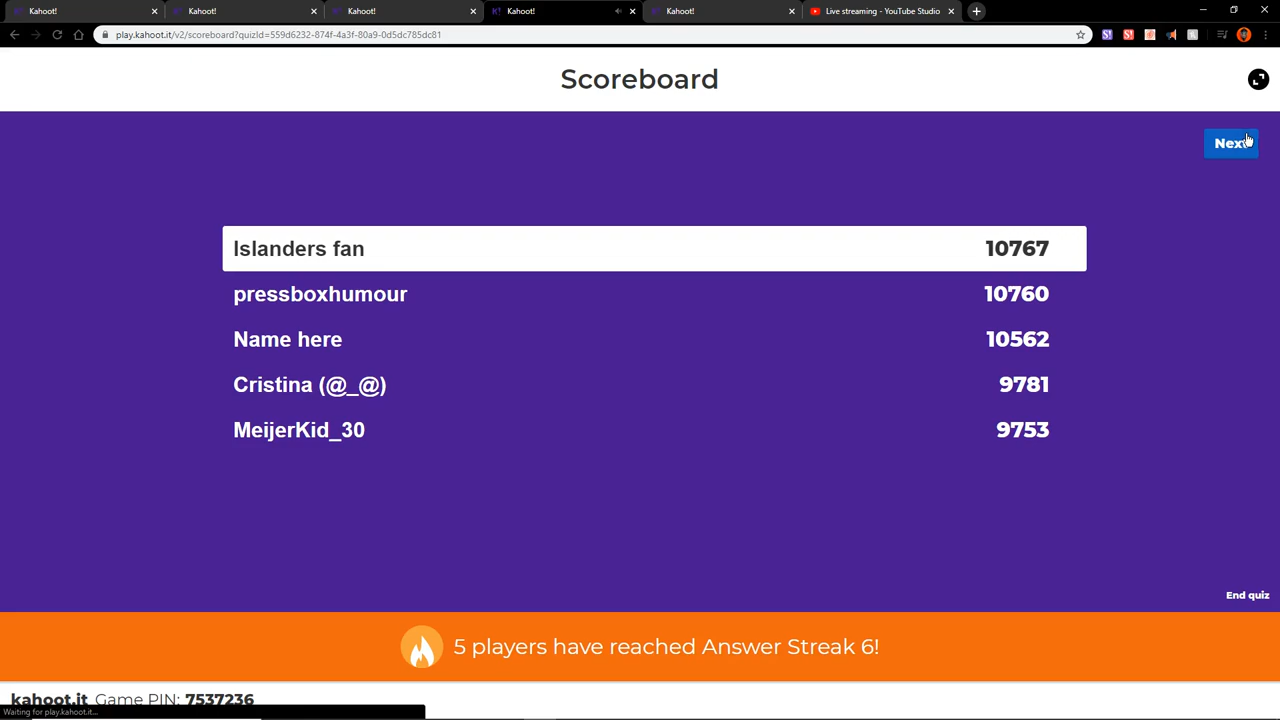 Kahoot!
Kahoot!
Kahoot!
Kahoot!
Kahoot!
Live streaming - YouTube Studio
play.kahoot.it/v2/scoreboard?quizId=559d6232-874f-4a3f-80a9-0d5dc785dc81
Scoreboard
Next
Islanders fan 10767
pressboxhumour 10760
Name here 10562
Cristina (@_@) 9781
MeijerKid_30 9753
End quiz
5 players have reached Answer Streak 6!
kahoot.it Game PIN: 7537236
Waiting for play.kahoot.it...